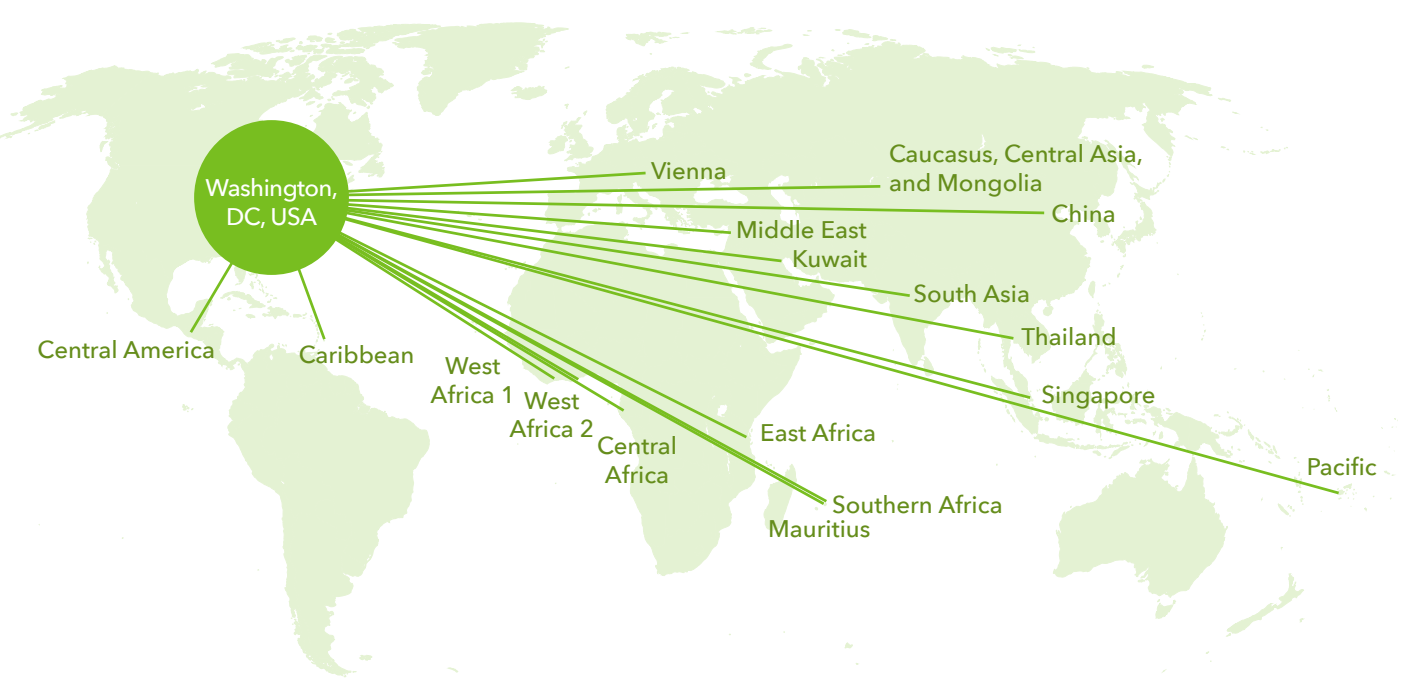 Washington,
DC, USA
Vienna
Caucasus, Central Asia,
and Mongolia
China
Middle East
Kuwait
South Asia
Thailand
Singapore
Pacific
Central America
Caribbean
West
Africa 1
West
Africa 2
Central
Africa
East Africa
Southern Africa
Mauritius